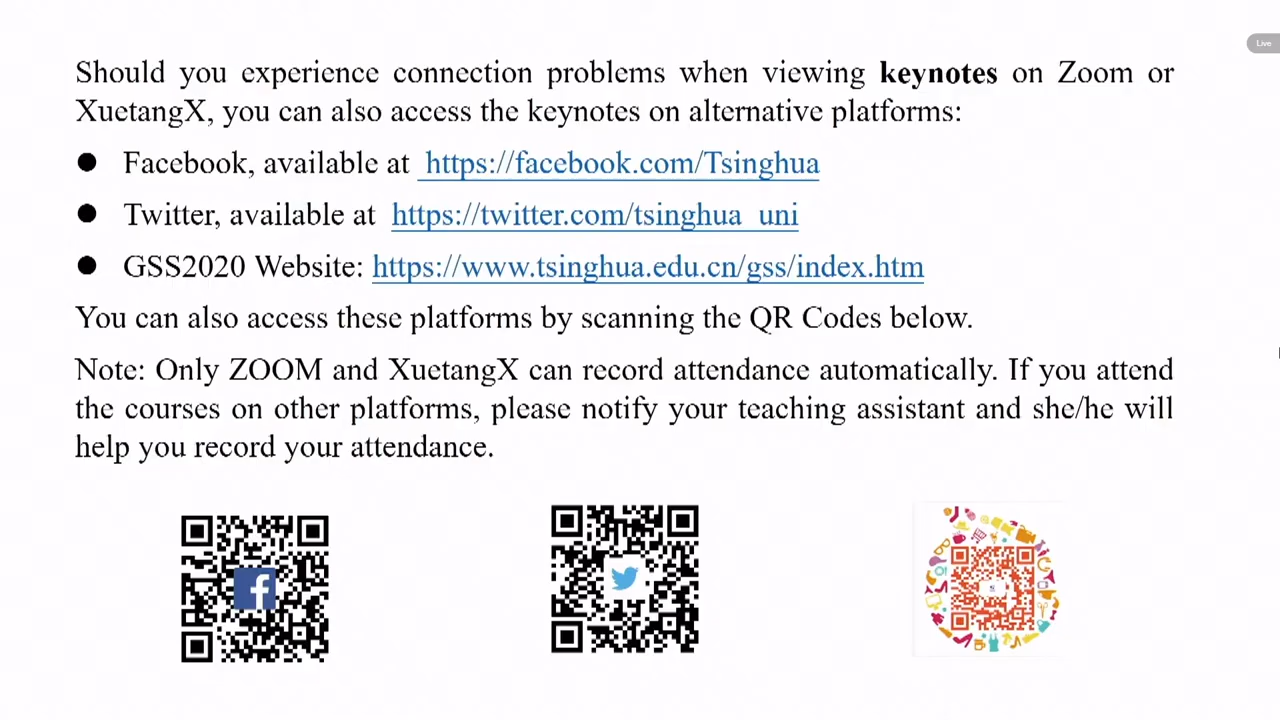 Live
Should you experience connection problems when viewing keynotes on Zoom or
XuetangX, you can also access the keynotes on alternative platforms:
● Facebook, available at https://facebook.com/Tsinghua
● Twitter, available at https://twitter.com/tsinghua_uni
● GSS2020 Website: https://www.tsinghua.edu.cn/gss/index.htm
You can also access these platforms by scanning the QR Codes below.
Note: Only ZOOM and XuetangX can record attendance automatically. If you attend
the courses on other platforms, please notify your teaching assistant and she/he will
help you record your attendance.